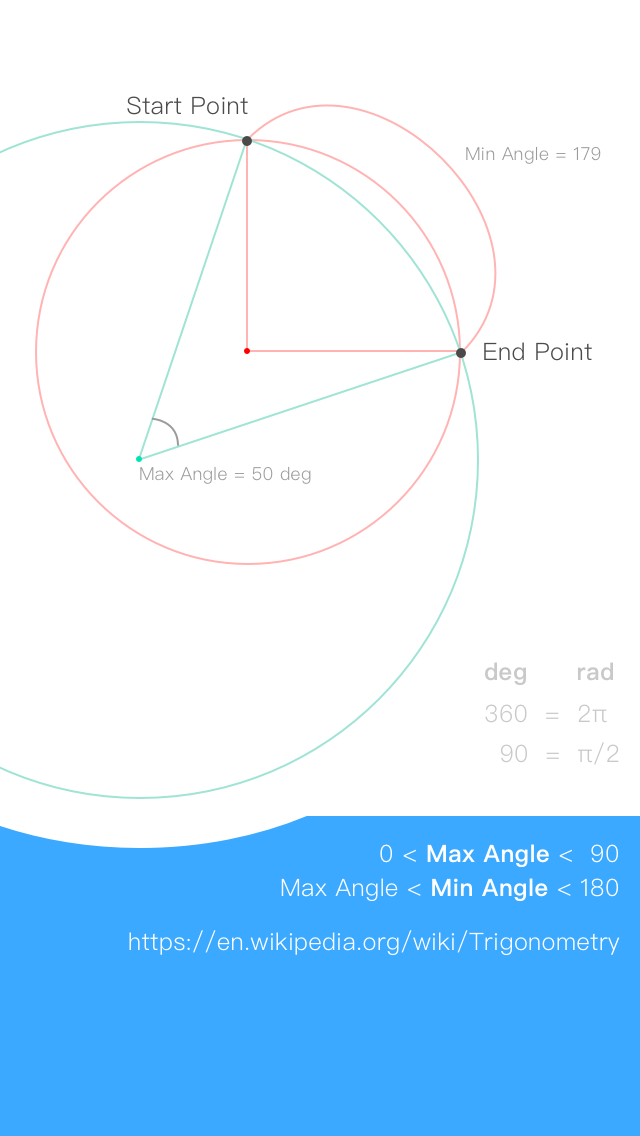 Start Point
Min Angle = 179
End Point
Max Angle = 50 deg
deg rad
360 = 2π
90 = π/2
0 < Max Angle < 90
Max Angle < Min Angle < 180
https://en.wikipedia.org/wiki/Trigonometry